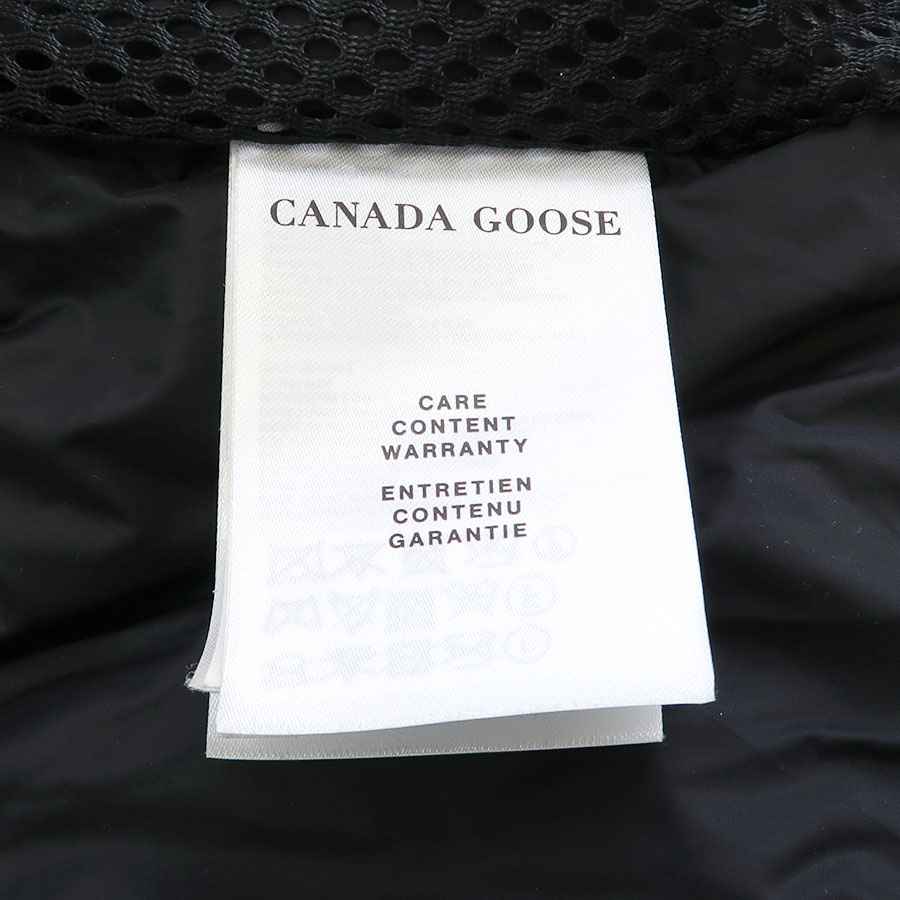 CANADA GOOSE
CARE
CONTENT
WARRANTY
ENTRETIEN
CONTENU
GARANTIE